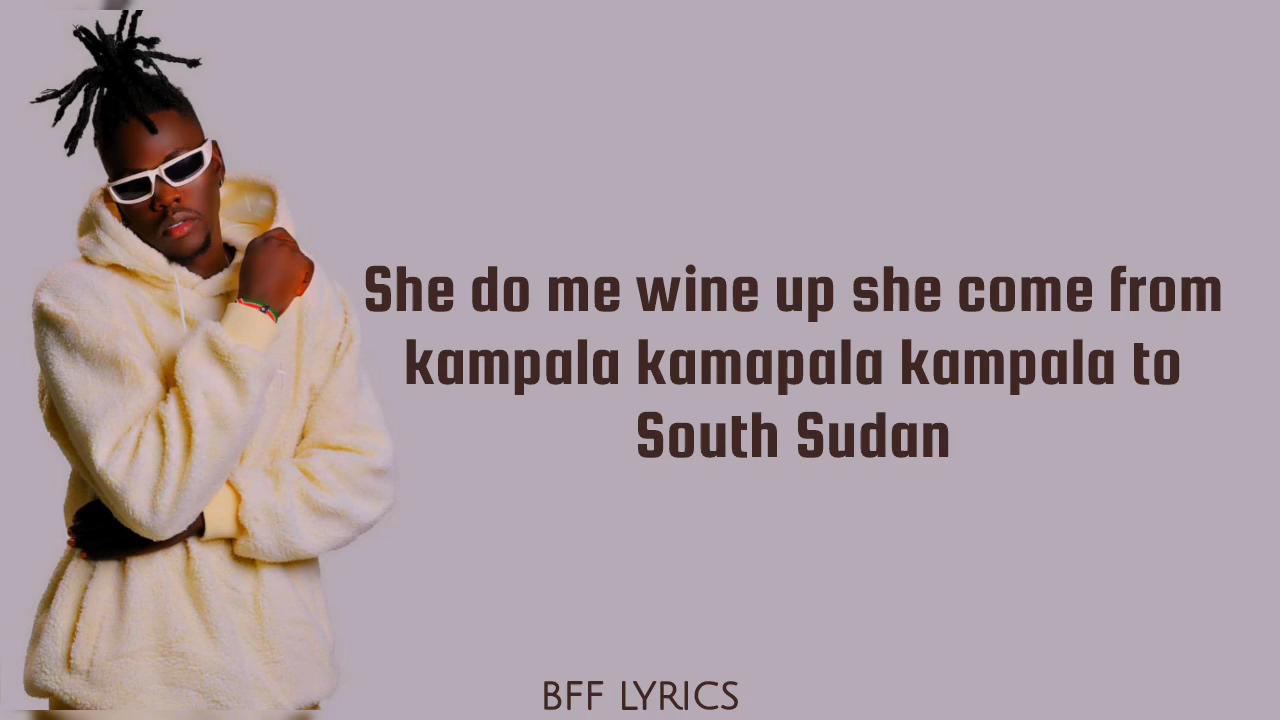 She do me wine up she come from
kampala kamapala kampala to
South Sudan
BFF LYRICS